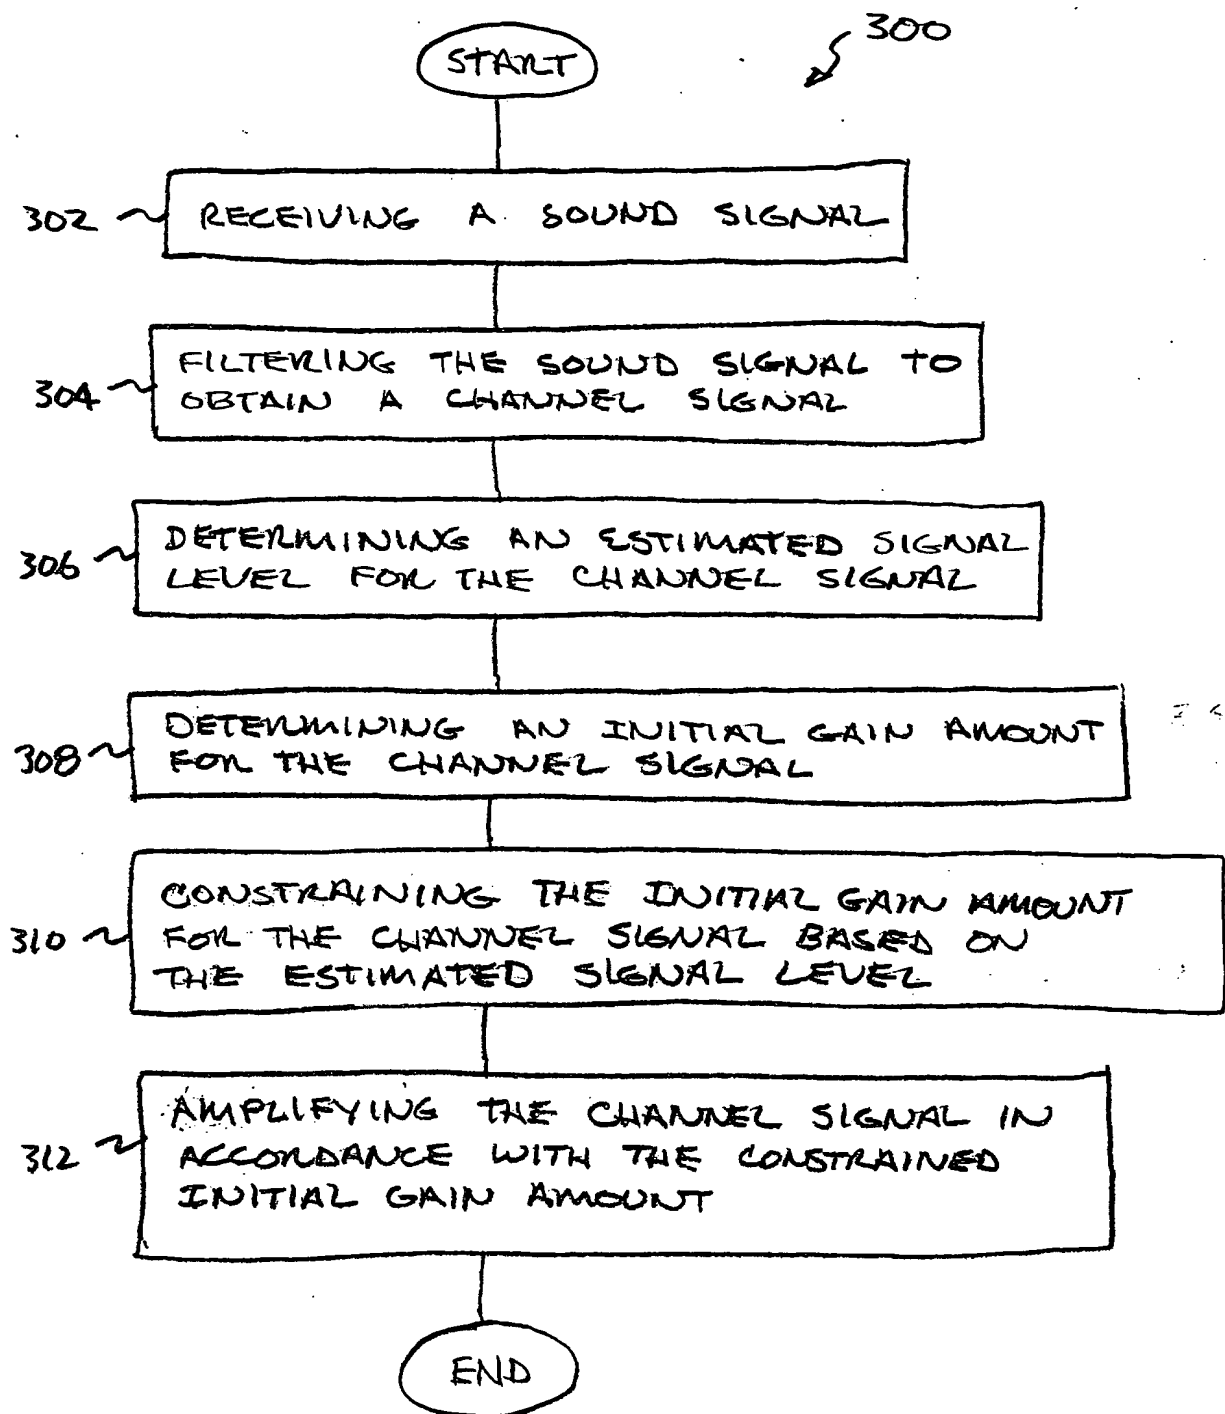 300
START
302
RECEIVING A SOUND SIGNAL
304
FILTERING THE SOUND SIGNAL TO
OBTAIN A CHANNEL SIGNAL
306
DETERMINING AN ESTIMATED SIGNAL
LEVEL FOR THE CHANNEL SIGNAL
308
DETERMINING AN INITIAL GAIN AMOUNT
FOR THE CHANNEL SIGNAL
310
CONSTRAINING THE INITIAL GAIN AMOUNT
FOR THE CHANNEL SIGNAL BASED ON
THE ESTIMATED SIGNAL LEVEL
312
AMPLIFYING THE CHANNEL SIGNAL IN
ACCORDANCE WITH THE CONSTRAINED
INITIAL GAIN AMOUNT
END